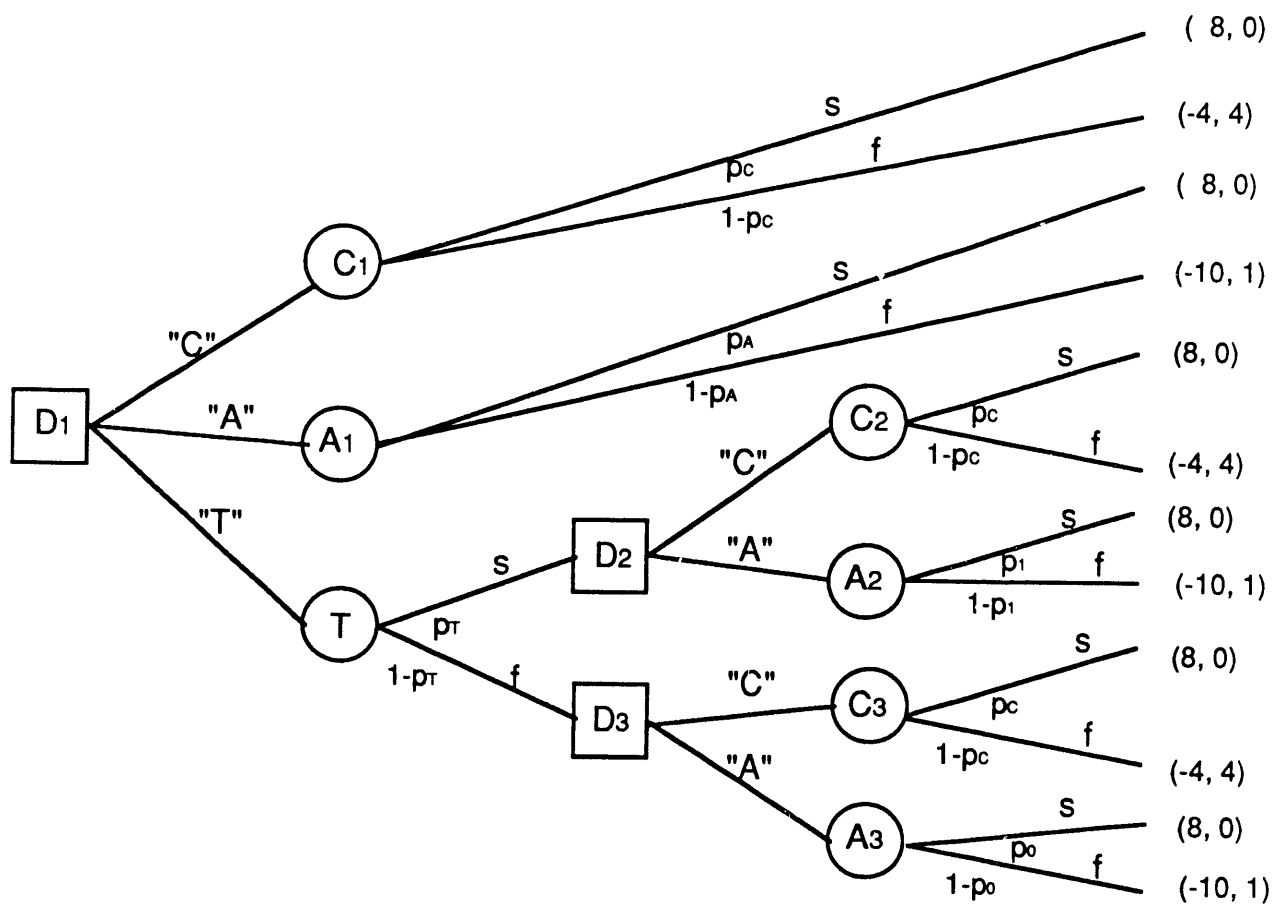 ( 8, 0)
S
(-4, 4)
f
pC
( 8, 0)
1-pC
C1
S
(-10, 1)
f
"C"
pA
S
(8, 0)
1-pA
D1
"A"
A1
C2
pC
1-pC
f
(-4, 4)
"C"
"T"
S
(8, 0)
"A"
D2
S
A2
p1
f
(-10, 1)
1-p1
T
pT
S
(8, 0)
1-pT
f
"C"
C3
pC
D3
1-pC
f
"A"
(-4, 4)
S
(8, 0)
A3
p0
f
1-p0
(-10, 1)